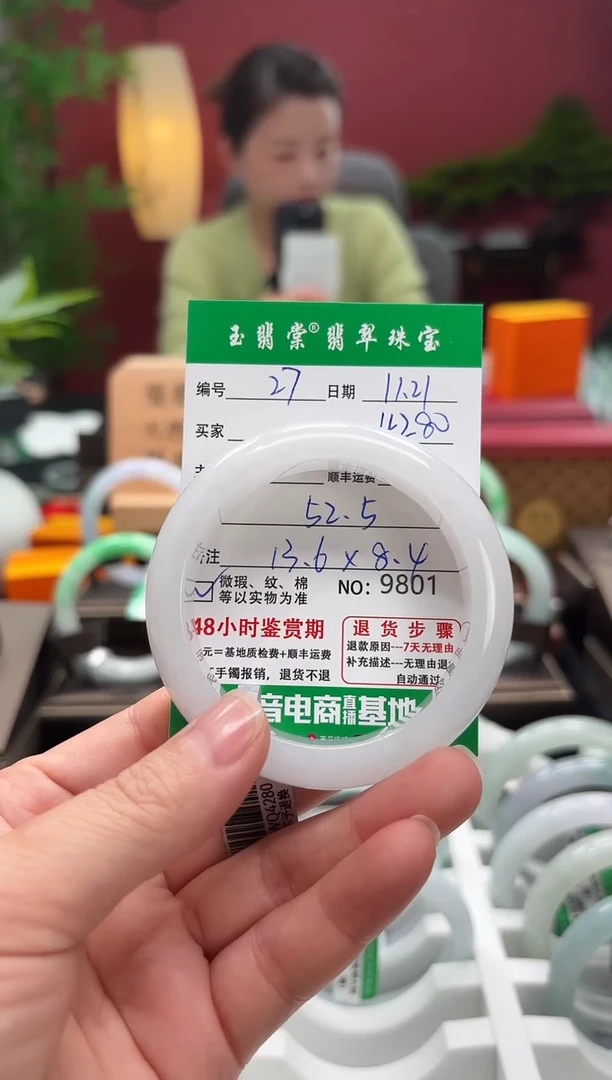 玉翡棠®翡翠珠宝
编号 27 日期 11.21
买家 11280
顺丰运费
52.5
注 13.6 x 8.4
微瑕、纹、棉
等以实物为准
NO: 9801
48小时鉴赏期
元=基地质检费+顺丰运费
手镯报销，退货不退
退货步骤
退款原因---7天无理由
补充描述---无理由退
自动通过
音电商直播基地
WQ4280
予退换